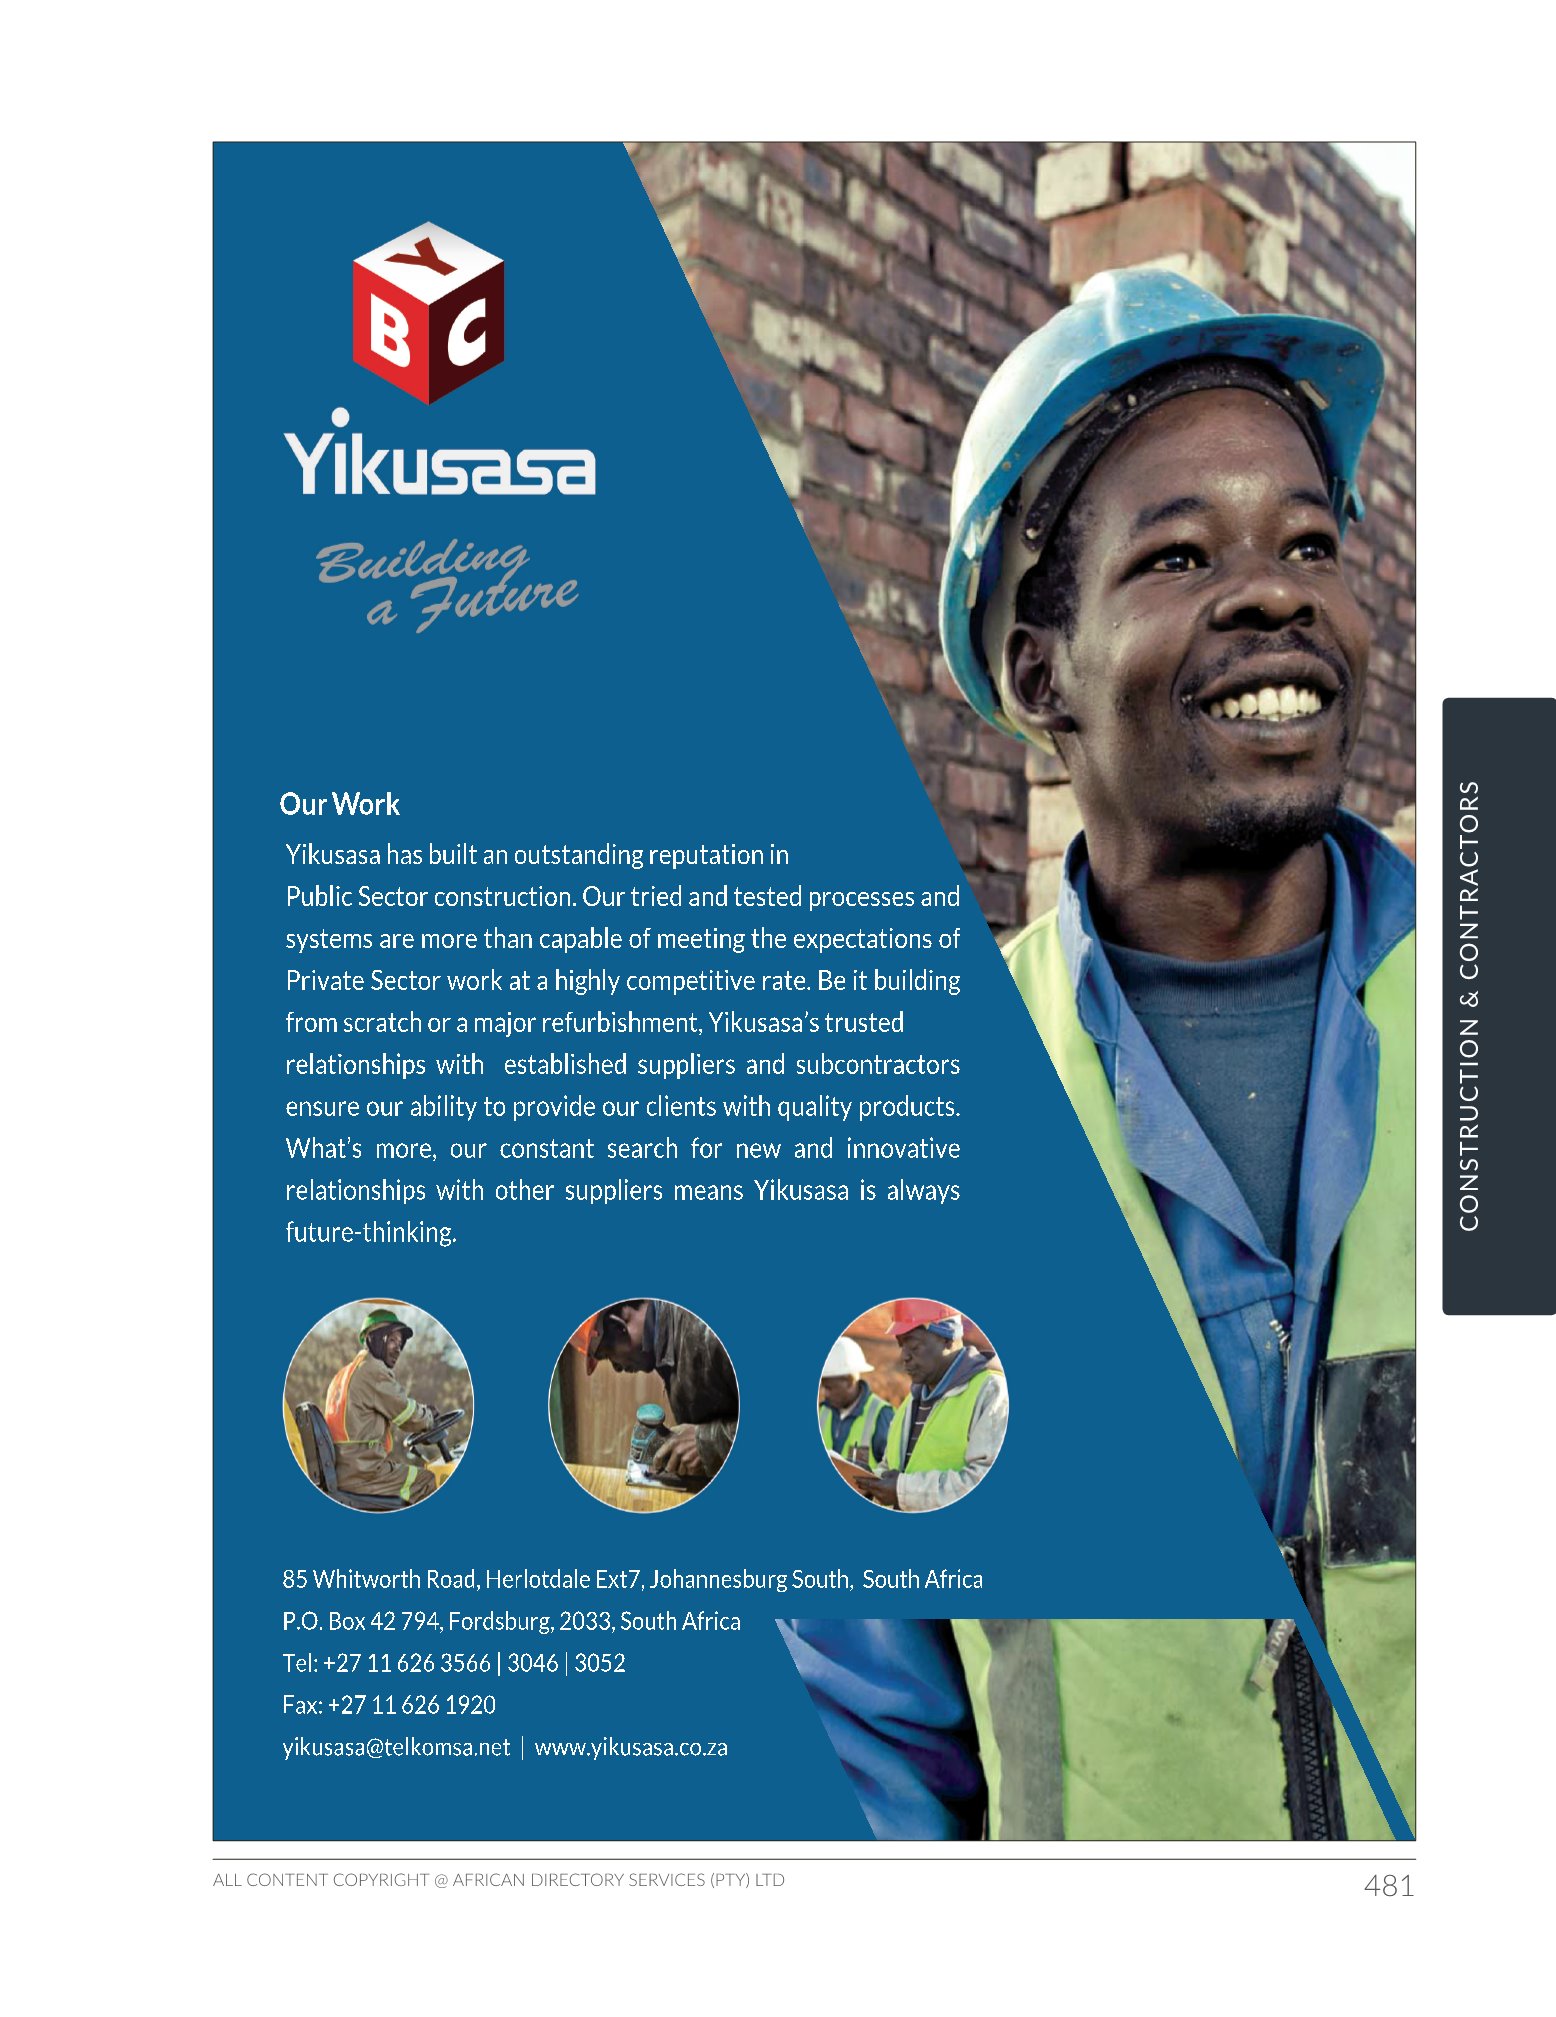 Y
B C
Yikusasa
Building
a Future
Our Work
Yikusasa has built an outstanding reputation in
Public Sector construction. Our tried and tested processes and
systems are more than capable of meeting the expectations of
Private Sector work at a highly competitive rate. Be it building
from scratch or a major refurbishment, Yikusasa’s trusted
relationships with established suppliers and subcontractors
ensure our ability to provide our clients with quality products.
What’s more, our constant search for new and innovative
relationships with other suppliers means Yikusasa is always
future-thinking.
85 Whitworth Road, Herlotdale Ext7, Johannesburg South, South Africa
P.O. Box 42 794, Fordsburg, 2033, South Africa
Tel: +27 11 626 3566 | 3046 | 3052
Fax: +27 11 626 1920
yikusasa@telkomsa.net | www.yikusasa.co.za
CONSTRUCTION & CONTRACTORS
ALL CONTENT COPYRIGHT @ AFRICAN DIRECTORY SERVICES (PTY) LTD
481